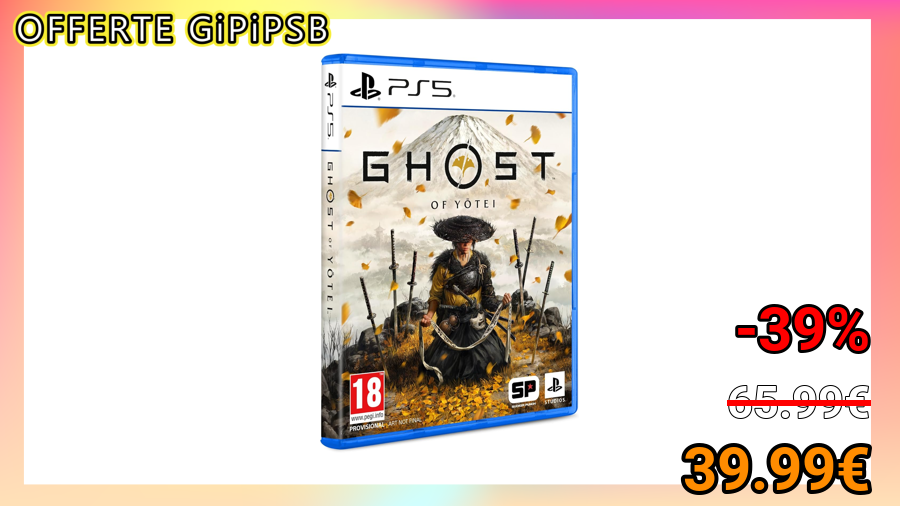 OFFERTE GiPiPSB
PS5
PS5
GHOST
OF YŌTEI
GHOST OF YŌTEI
18
www.pegi.info
PROVISIONAL - ART NOT FINAL
SP
STUDIOS
-39%
65.99€
39.99€